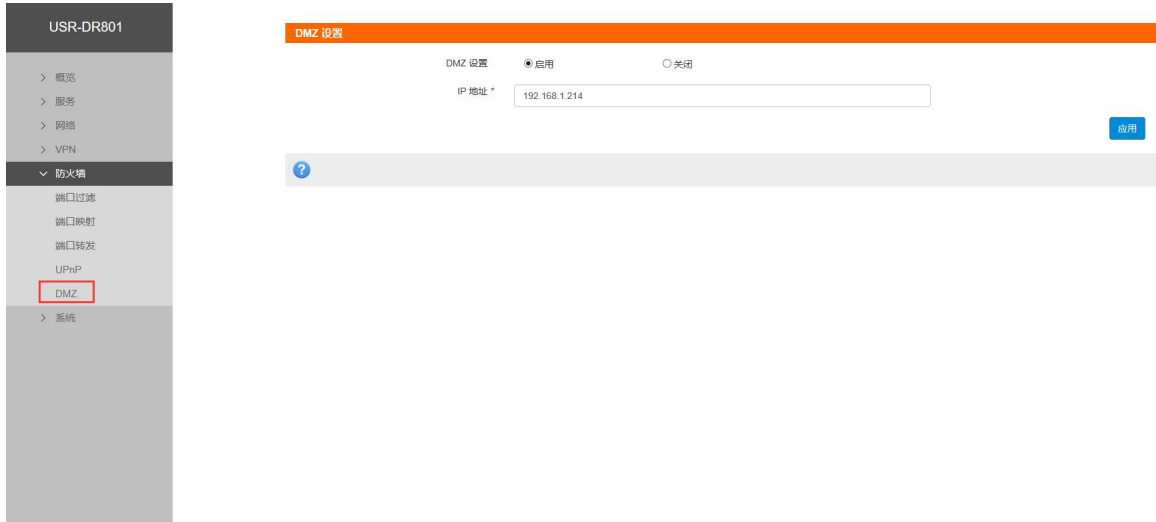 USR-DR801
概览
服务
网络
VPN
防火墙
端口过滤
端口映射
端口转发
UPnP
DMZ
系统
DMZ 设置
DMZ 设置 启用 关闭
IP 地址 * 192.168.1.214
应用
?